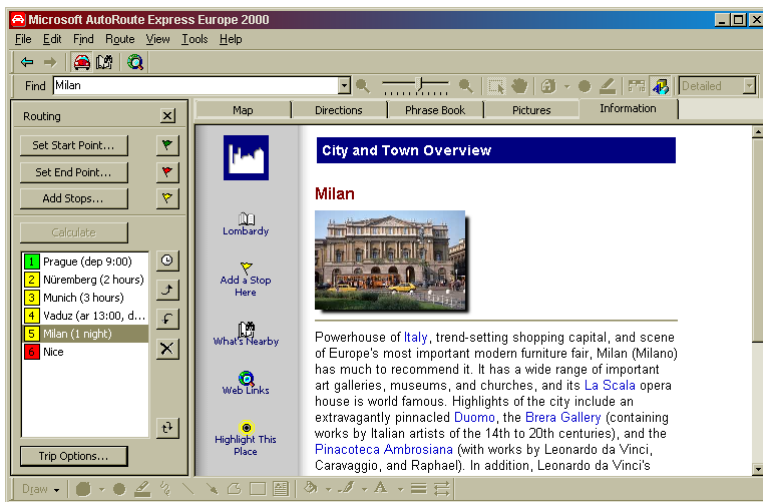 Microsoft AutoRoute Express Europe 2000
File Edit Find Route View Tools Help
Find Milan
Detailed
Routing
Map Directions Phrase Book Pictures Information
Set Start Point...
Set End Point...
Add Stops...
Calculate
1 Prague (dep 9:00)
2 Nüremberg (2 hours)
3 Munich (3 hours)
4 Vaduz (ar 13:00, d...
5 Milan (1 night)
6 Nice
Trip Options...
Lombardy
Add a Stop
Here
What's Nearby
Web Links
Highlight This
Place
City and Town Overview
Milan
Powerhouse of Italy, trend-setting shopping capital, and scene
of Europe's most important modern furniture fair, Milan (Milano)
has much to recommend it. It has a wide range of important
art galleries, museums, and churches, and its La Scala opera
house is world famous. Highlights of the city include an
extravagantly pinnacled Duomo, the Brera Gallery (containing
works by Italian artists of the 14th to 20th centuries), and the
Pinacoteca Ambrosiana (with works by Leonardo da Vinci,
Caravaggio, and Raphael). In addition, Leonardo da Vinci's
Draw